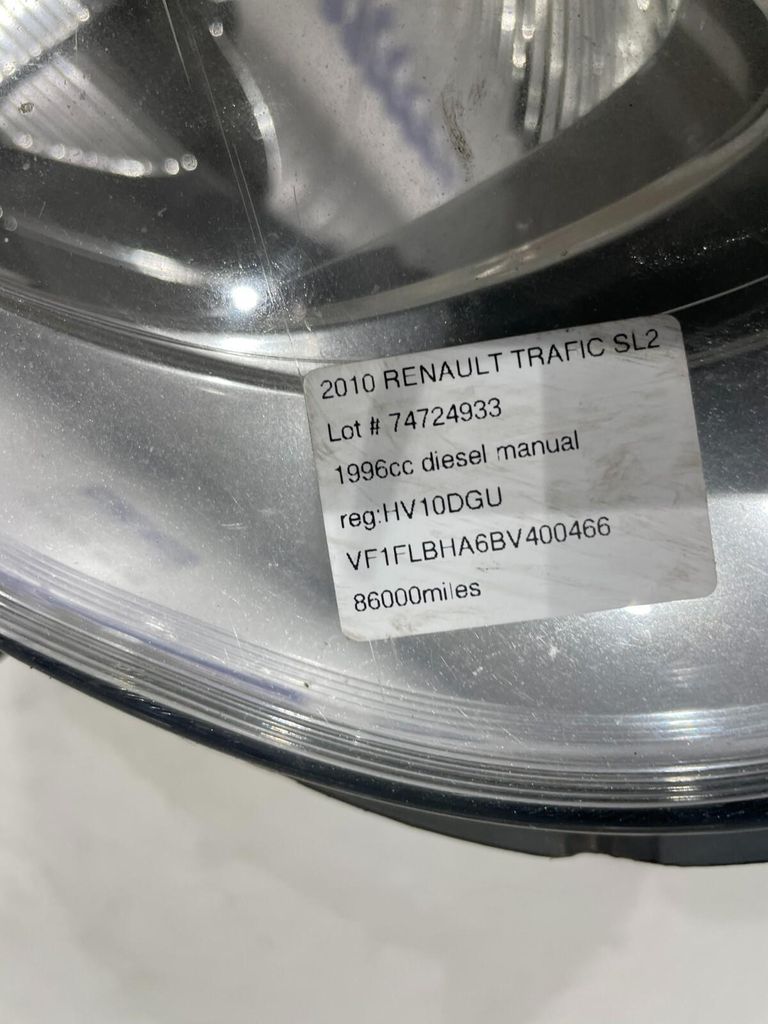 2010 RENAULT TRAFIC SL2
Lot # 74724933
1996cc diesel manual
reg:HV10DGU
VF1FLBHA6BV400466
86000miles